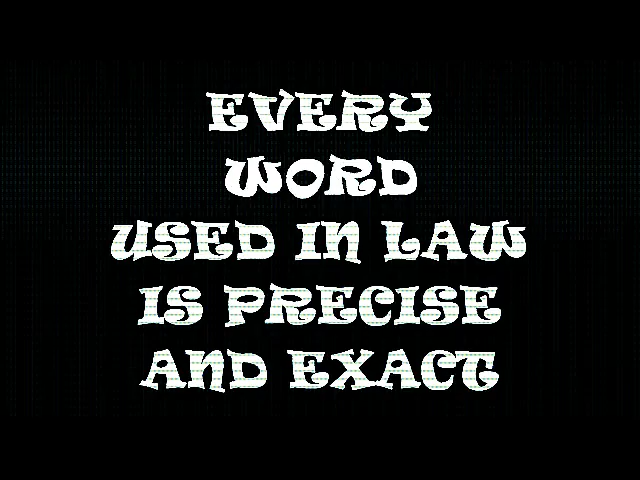 EVERY
WORD
USED IN LAW
IS PRECISE
AND EXACT